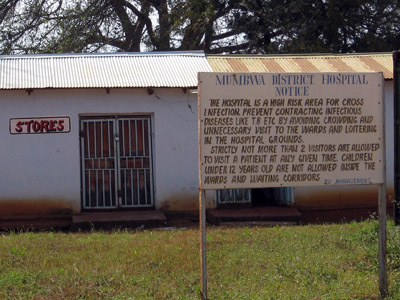 STORES
MUMBWA DISTRICT HOSPITAL
NOTICE
THE HOSPITAL IS A HIGH RISK AREA FOR CROSS
INFECTION. PREVENT CONTRACTING INFECTIOUS
DISEASES LIKE T.B ETC BY AVOIDING CROWDING AND
UNNECESSARY VISIT TO THE WARDS AND LOITERING
IN THE HOSPITAL GROUNDS.
STRICTLY NOT MORE THAN 2 VISITORS ARE ALLOWED
TO VISIT A PATIENT AT ANY GIVEN TIME. CHILDREN
UNDER 12 YEARS OLD ARE NOT ALLOWED INSIDE THE
WARDS AND WAITING CORRIDORS
BY MANAGEMENT.